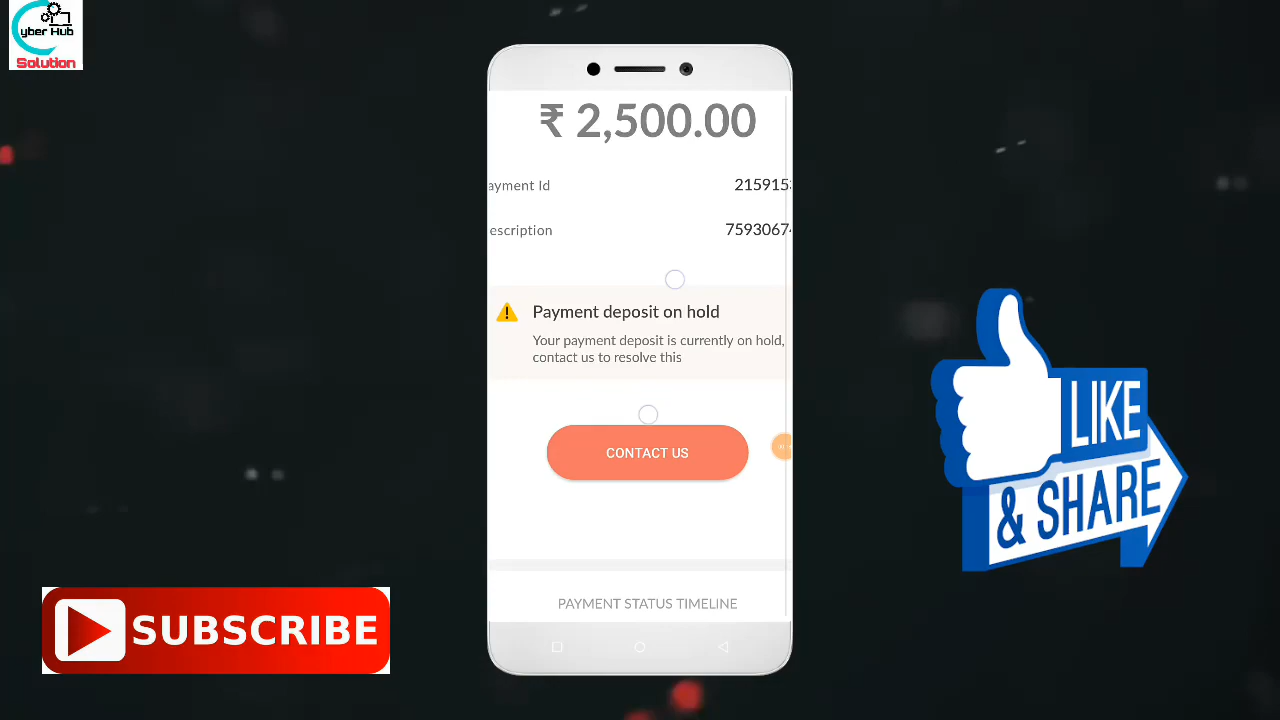 yber Hub
Solution
₹ 2,500.00
ayment Id 215915
escription 7593067
Payment deposit on hold
Your payment deposit is currently on hold,
contact us to resolve this
CONTACT US
PAYMENT STATUS TIMELINE
LIKE
& SHARE
SUBSCRIBE